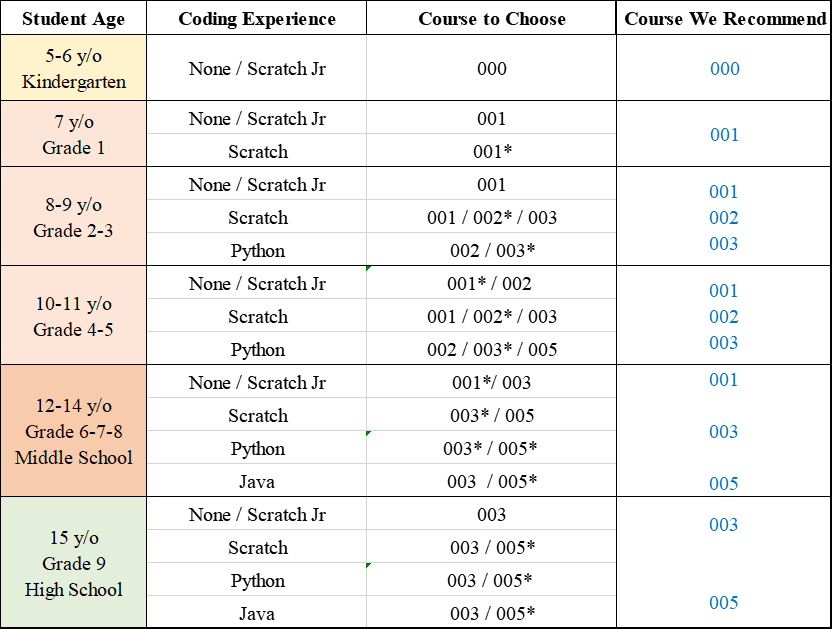 Student Age Coding Experience Course to Choose Course We Recommend
5-6 y/o
Kindergarten
None / Scratch Jr 000 000
7 y/o
Grade 1
None / Scratch Jr 001
Scratch 001*
001
8-9 y/o
Grade 2-3
None / Scratch Jr 001
Scratch 001 / 002* / 003
Python 002 / 003*
001
002
003
10-11 y/o
Grade 4-5
None / Scratch Jr 001* / 002
Scratch 001 / 002* / 003
Python 002 / 003* / 005
001
002
003
12-14 y/o
Grade 6-7-8
Middle School
None / Scratch Jr 001*/ 003
Scratch 003* / 005
Python 003* / 005*
Java 003  / 005*
001
003
005
15 y/o
Grade 9
High School
None / Scratch Jr 003
Scratch 003 / 005*
Python 003 / 005*
Java 003 / 005*
003
005